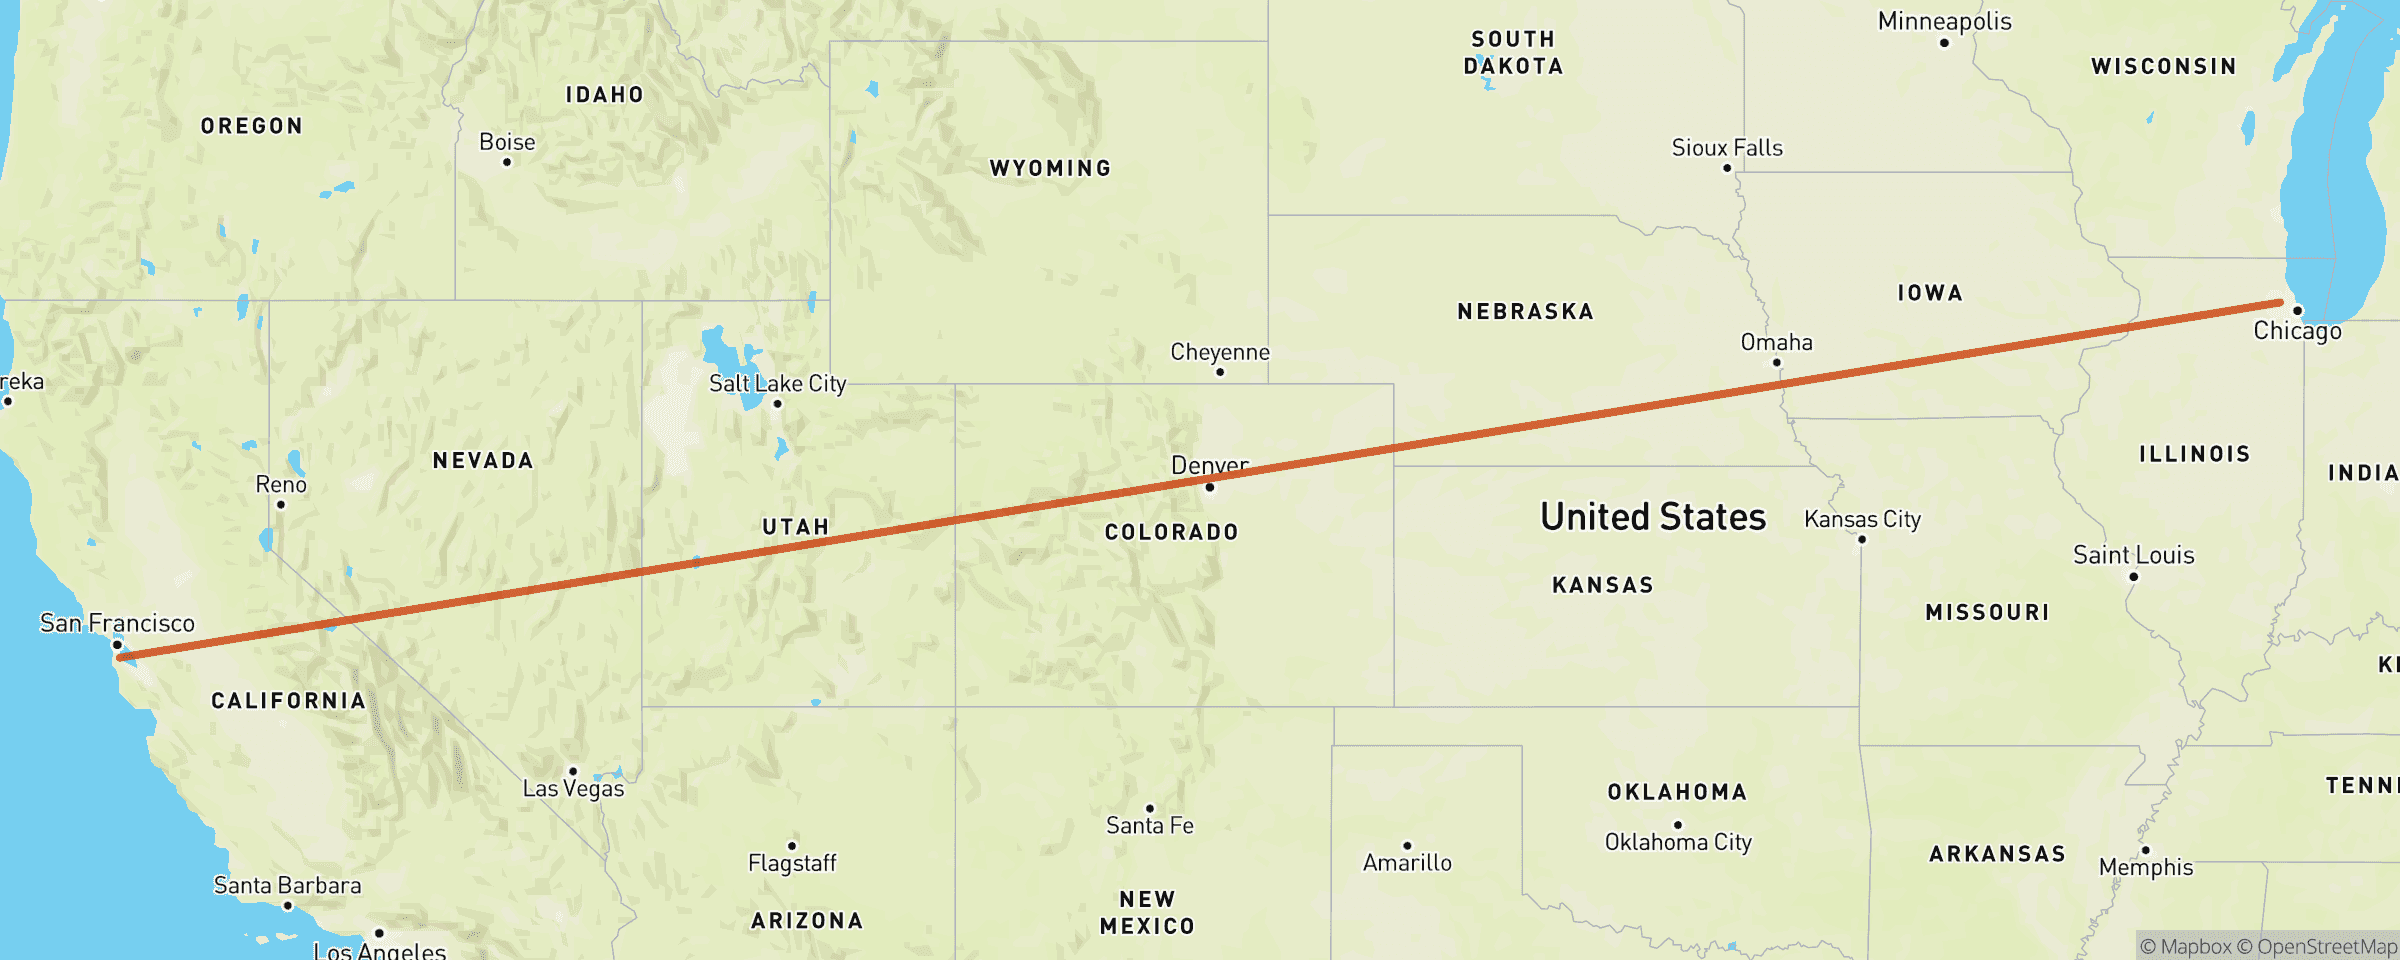 Minneapolis
SOUTH
DAKOTA
WISCONSIN
IDAHO
OREGON
Boise
Sioux Falls
WYOMING
IOWA
NEBRASKA
Chicago
Omaha
Cheyenne
reka
Salt Lake City
NEVADA
ILLINOIS
Denver
INDIA
Reno
United States
Kansas City
UTAH
COLORADO
Saint Louis
KANSAS
MISSOURI
San Francisco
KE
CALIFORNIA
Las Vegas
TENN
OKLAHOMA
Santa Fe
Oklahoma City
ARKANSAS
Flagstaff
Amarillo
Memphis
Santa Barbara
NEW
MEXICO
ARIZONA
Los Angeles
© Mapbox © OpenStreetMap